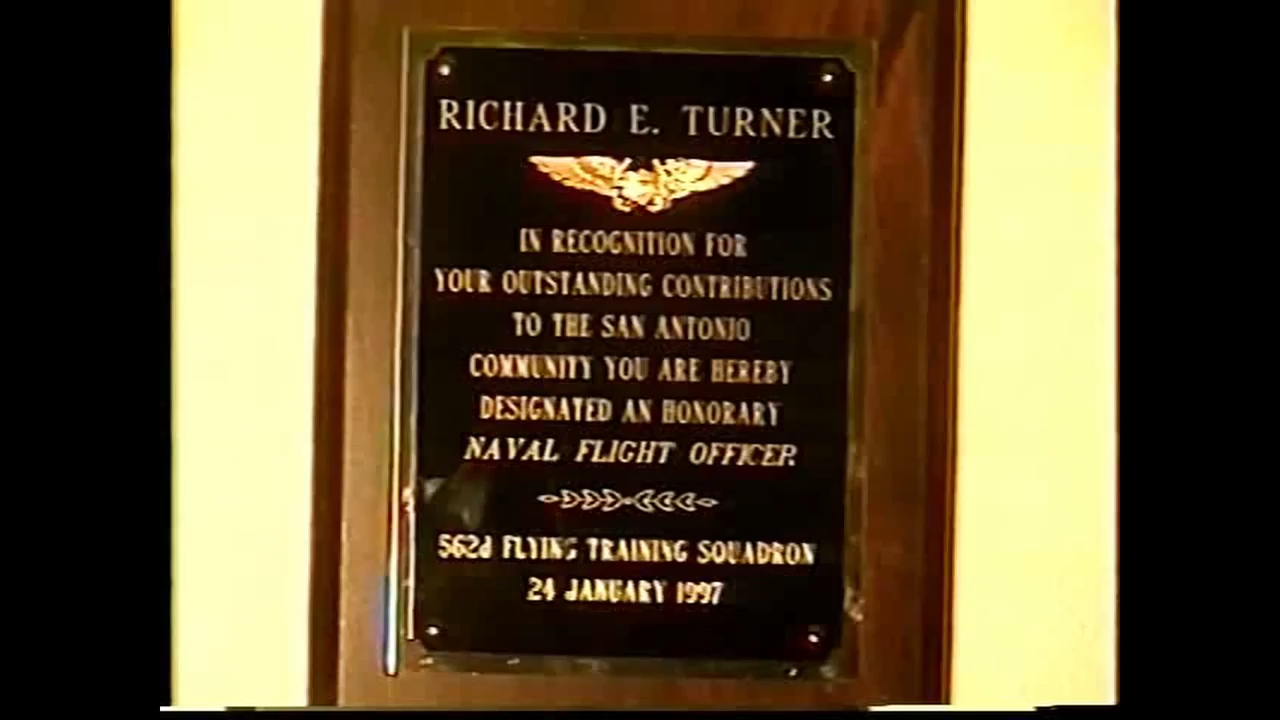 RICHARD E. TURNER
IN RECOGNITION FOR
YOUR OUTSTANDING CONTRIBUTIONS
TO THE SAN ANTONIO
COMMUNITY YOU ARE HEREBY
DESIGNATED AN HONORARY
NAVAL FLIGHT OFFICER
562d FLYING TRAINING SQUADRON
24 JANUARY 1997